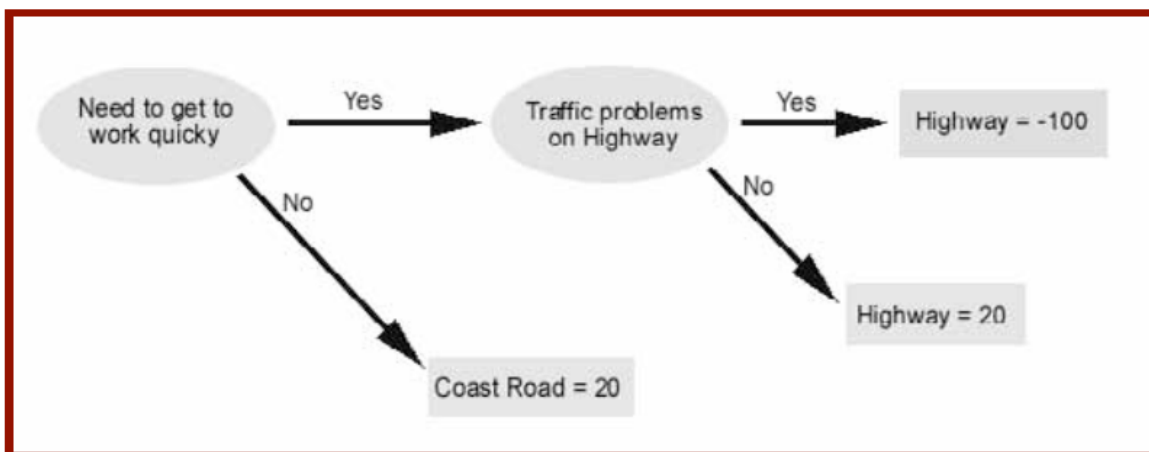 Need to get to
work quicky
Yes
Traffic problems
on Highway
Yes
Highway = -100
No
No
Highway = 20
Coast Road = 20